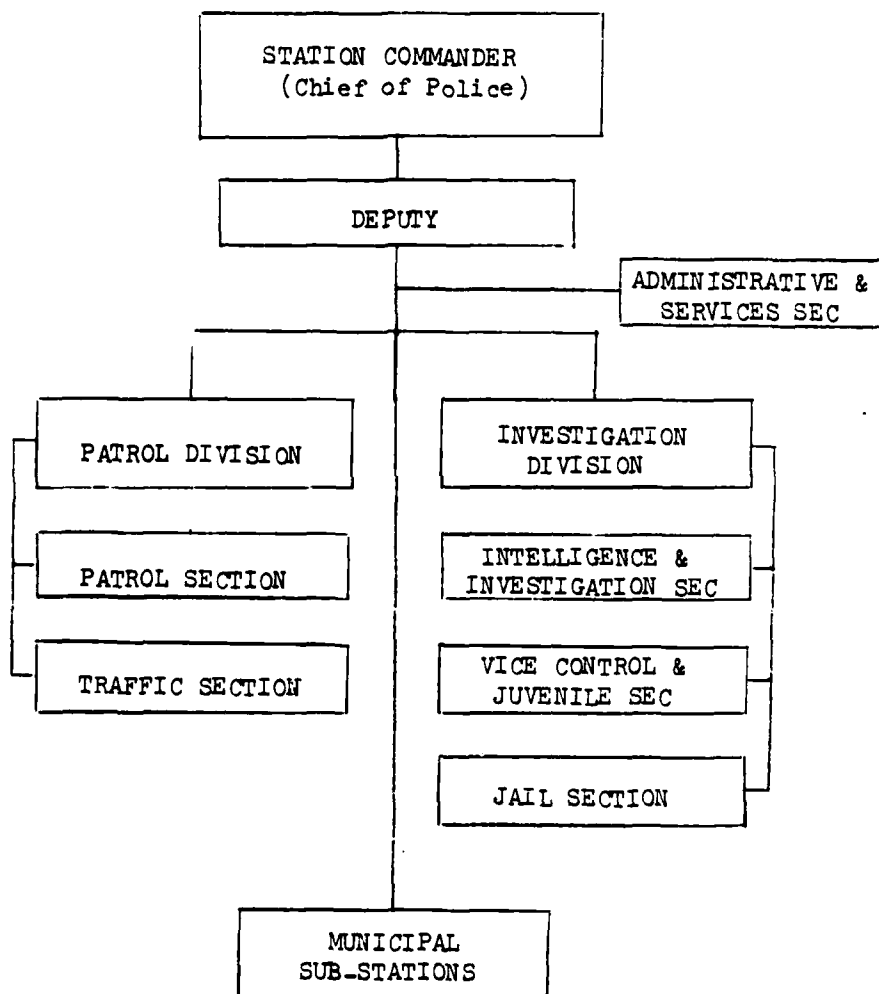 STATION COMMANDER
(Chief of Police)
DEPUTY
ADMINISTRATIVE &
SERVICES SEC
PATROL DIVISION
INVESTIGATION
DIVISION
PATROL SECTION
INTELLIGENCE &
INVESTIGATION SEC
TRAFFIC SECTION
VICE CONTROL &
JUVENILE SEC
JAIL SECTION
MUNICIPAL
SUB-STATIONS